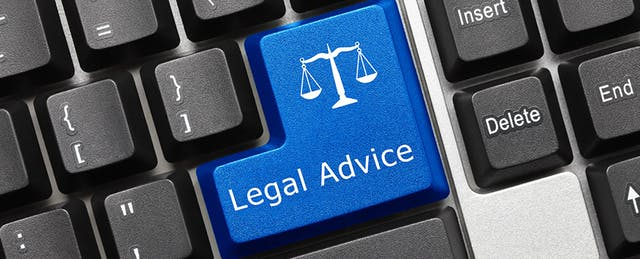 =
Insert
}
]
{
[
End
Delete
Legal Advice
"
'